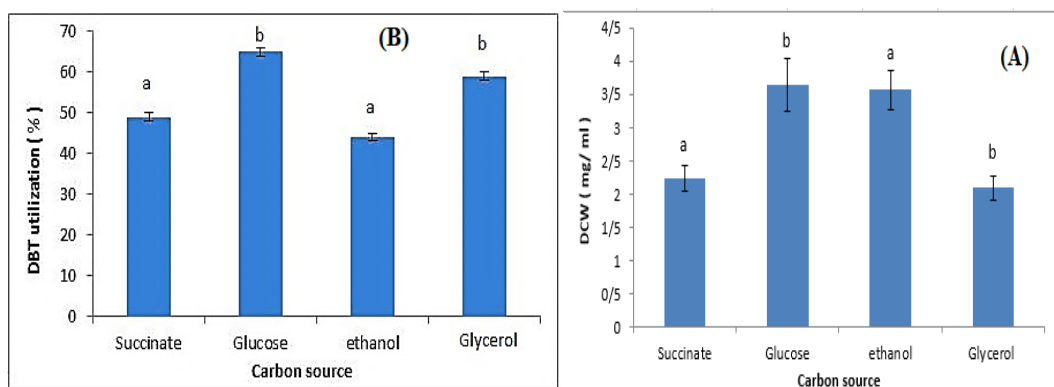 (B)
DBT utilization ( % )
70
60
50
40
30
20
10
0
a
b
a
b
Succinate Glucose ethanol Glycerol
Carbon source
(A)
DCW ( mg/ ml )
4/5
4
3/5
3
2/5
2
1/5
1
0/5
0
a
b
a
b
Succinate Glucose ethanol Glycerol
Carbon source